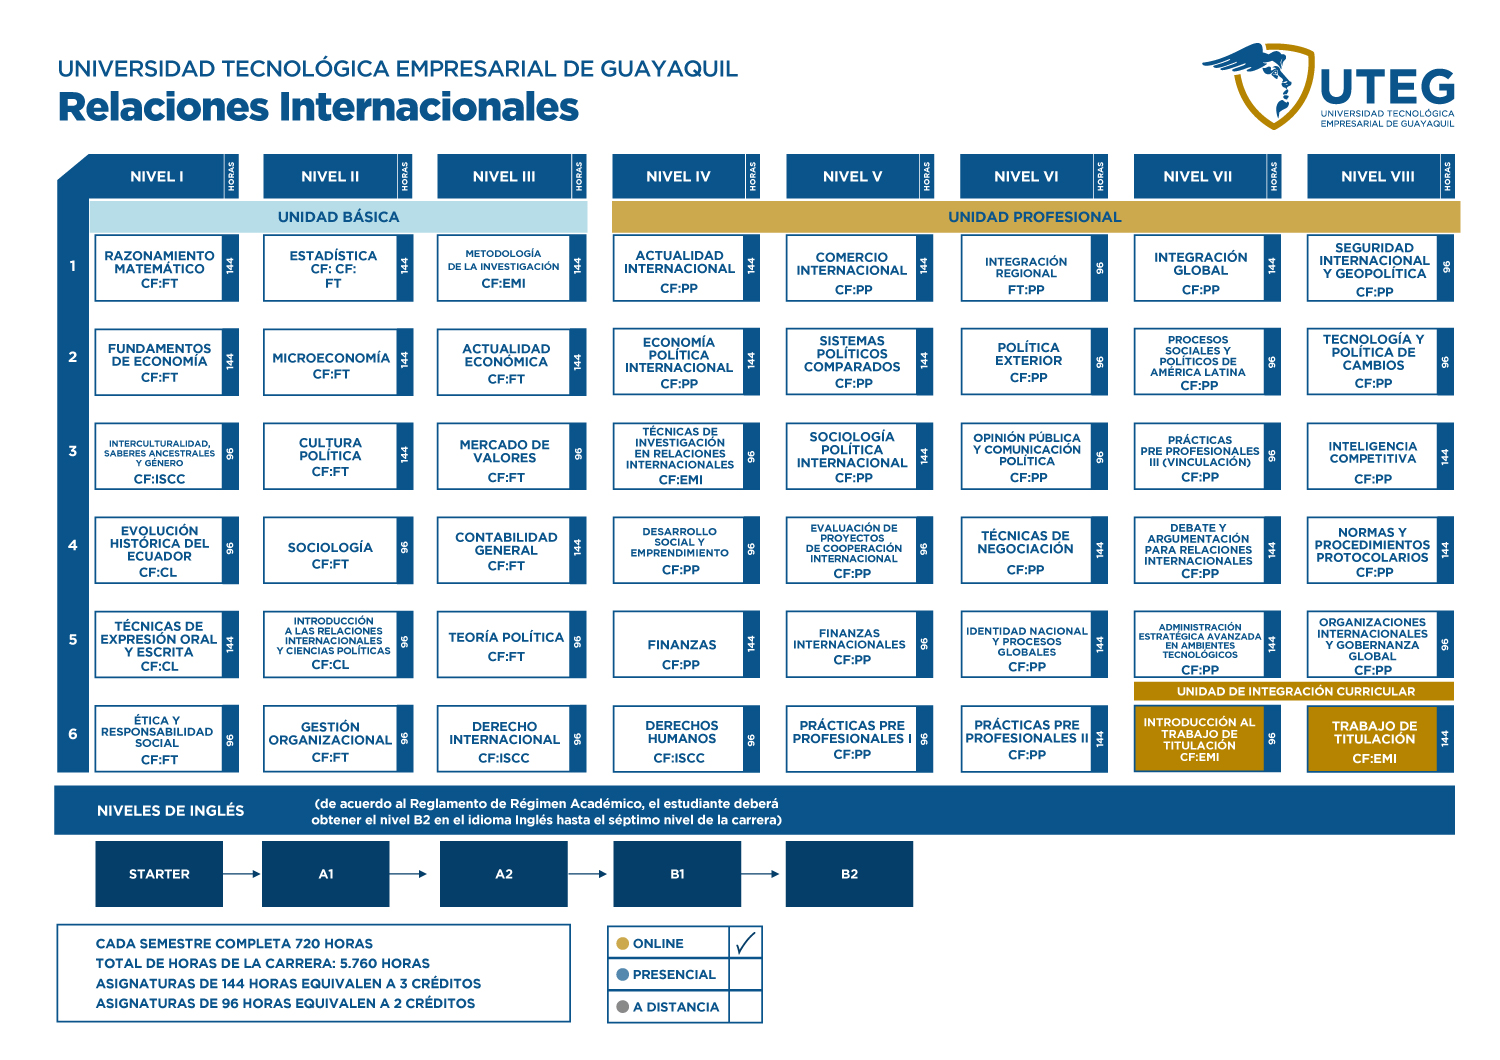 UNIVERSIDAD TECNOLÓGICA EMPRESARIAL DE GUAYAQUIL
Relaciones Internacionales
UTEG
UNIVERSIDAD TECNOLÓGICA
EMPRESARIAL DE GUAYAQUIL
NIVEL I HORAS NIVEL II HORAS NIVEL III HORAS NIVEL IV HORAS NIVEL V HORAS NIVEL VI HORAS NIVEL VII HORAS NIVEL VIII HORAS
UNIDAD BÁSICA UNIDAD PROFESIONAL
1
RAZONAMIENTO
MATEMÁTICO
CF:FT
144
ESTADÍSTICA
CF: CF:
FT
144
METODOLOGÍA
DE LA INVESTIGACIÓN
CF:EMI
144
ACTUALIDAD
INTERNACIONAL
CF:PP
144
COMERCIO
INTERNACIONAL
CF:PP
144
INTEGRACIÓN
REGIONAL
FT:PP
96
INTEGRACIÓN
GLOBAL
CF:PP
144
SEGURIDAD
INTERNACIONAL
Y GEOPOLÍTICA
CF:PP
96
2
FUNDAMENTOS
DE ECONOMÍA
CF:FT
144
MICROECONOMÍA
CF:FT
144
ACTUALIDAD
ECONÓMICA
CF:FT
144
ECONOMÍA
POLÍTICA
INTERNACIONAL
CF:PP
144
SISTEMAS
POLÍTICOS
COMPARADOS
CF:PP
144
POLÍTICA
EXTERIOR
CF:PP
96
PROCESOS
SOCIALES Y
POLÍTICOS DE
AMÉRICA LATINA
CF:PP
96
TECNOLOGÍA Y
POLÍTICA DE
CAMBIOS
CF:PP
96
3
INTERCULTURALIDAD,
SABERES ANCESTRALES
Y GÉNERO
CF:ISCC
96
CULTURA
POLÍTICA
CF:FT
144
MERCADO DE
VALORES
CF:FT
96
TÉCNICAS DE
INVESTIGACIÓN
EN RELACIONES
INTERNACIONALES
CF:EMI
96
SOCIOLOGÍA
POLÍTICA
INTERNACIONAL
CF:PP
144
OPINIÓN PÚBLICA
Y COMUNICACIÓN
POLÍTICA
CF:PP
96
PRÁCTICAS
PRE PROFESIONALES
III (VINCULACIÓN)
CF:PP
96
INTELIGENCIA
COMPETITIVA
CF:PP
144
4
EVOLUCIÓN
HISTÓRICA DEL
ECUADOR
CF:CL
96
SOCIOLOGÍA
CF:FT
96
CONTABILIDAD
GENERAL
CF:FT
144
DESARROLLO
SOCIAL Y
EMPRENDIMIENTO
CF:PP
96
EVALUACIÓN DE
PROYECTOS
DE COOPERACIÓN
INTERNACIONAL
CF:PP
96
TÉCNICAS DE
NEGOCIACIÓN
CF:PP
144
DEBATE Y
ARGUMENTACIÓN
PARA RELACIONES
INTERNACIONALES
CF:PP
144
NORMAS Y
PROCEDIMIENTOS
PROTOCOLARIOS
CF:PP
144
5
TÉCNICAS DE
EXPRESIÓN ORAL
Y ESCRITA
CF:CL
144
INTRODUCCIÓN
A LAS RELACIONES
INTERNACIONALES
Y CIENCIAS POLÍTICAS
CF:CL
96
TEORÍA POLÍTICA
CF:FT
96
FINANZAS
CF:PP
144
FINANZAS
INTERNACIONALES
CF:PP
96
IDENTIDAD NACIONAL
Y PROCESOS
GLOBALES
CF:PP
144
ADMINISTRACIÓN
ESTRATÉGICA AVANZADA
EN AMBIENTES
TECNOLÓGICOS
CF:PP
144
ORGANIZACIONES
INTERNACIONALES
Y GOBERNANZA
GLOBAL
CF:PP
96
UNIDAD DE INTEGRACIÓN CURRICULAR
6
ÉTICA Y
RESPONSABILIDAD
SOCIAL
CF:FT
96
GESTIÓN
ORGANIZACIONAL
CF:FT
96
DERECHO
INTERNACIONAL
CF:ISCC
96
DERECHOS
HUMANOS
CF:ISCC
96
PRÁCTICAS PRE
PROFESIONALES I
CF:PP
96
PRÁCTICAS PRE
PROFESIONALES II
CF:PP
144
INTRODUCCIÓN AL
TRABAJO DE
TITULACIÓN
CF:EMI
96
TRABAJO DE
TITULACIÓN
CF:EMI
144
NIVELES DE INGLÉS
(de acuerdo al Reglamento de Régimen Académico, el estudiante deberá
obtener el nivel B2 en el idioma Inglés hasta el séptimo nivel de la carrera)
STARTER A1 A2 B1 B2
CADA SEMESTRE COMPLETA 720 HORAS
TOTAL DE HORAS DE LA CARRERA: 5.760 HORAS
ASIGNATURAS DE 144 HORAS EQUIVALEN A 3 CRÉDITOS
ASIGNATURAS DE 96 HORAS EQUIVALEN A 2 CRÉDITOS
ONLINE
PRESENCIAL
A DISTANCIA